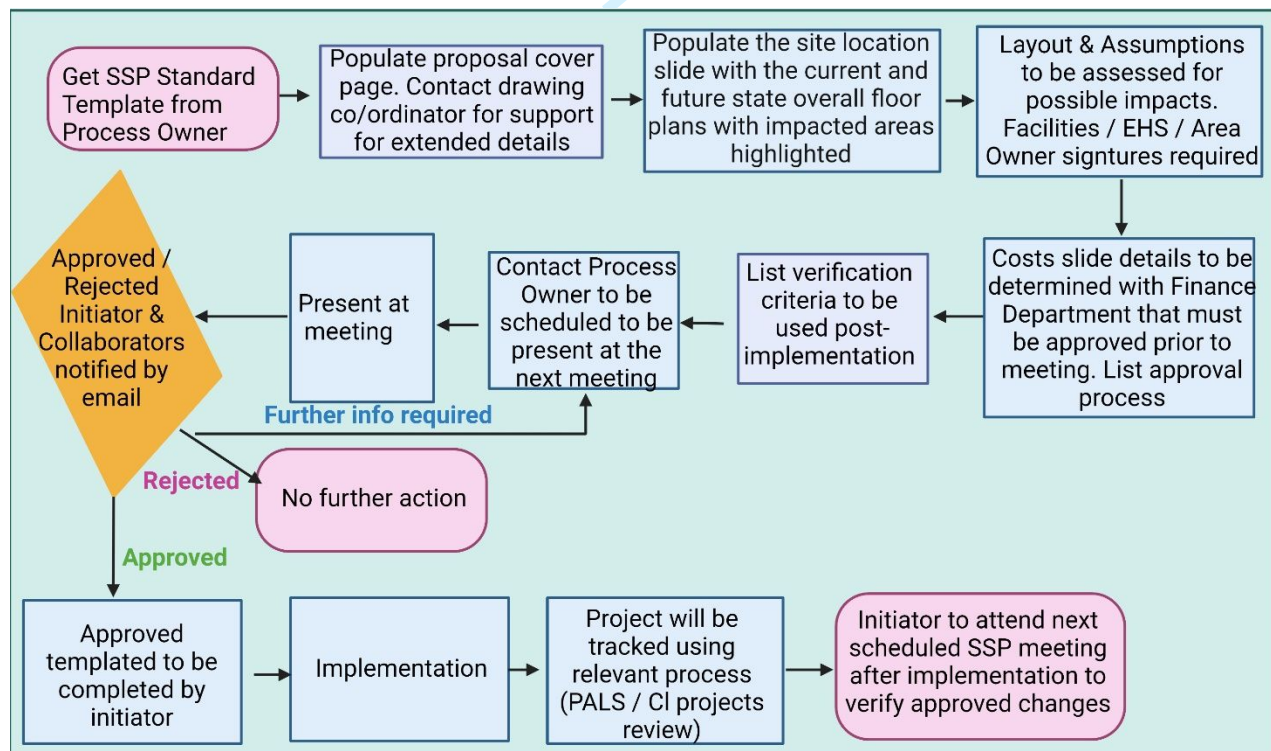 Get SSP Standard
Template from
Process Owner
Populate proposal cover
page. Contact drawing
co/ordinator for support
for extended details
Populate the site location
slide with the current and
future state overall floor
plans with impacted areas
highlighted
Layout & Assumptions
to be assessed for
possible impacts.
Facilities / EHS / Area
Owner signtures required
Costs slide details to be
determined with Finance
Department that must
be approved prior to
meeting. List approval
process
List verification
criteria to be
used post-
implementation
Contact Process
Owner to be
scheduled to be
present at the
next meeting
Present at
meeting
Approved /
Rejected
Initiator &
Collaborators
notified by
email
Further info required
Rejected
No further action
Approved
Approved
templated to be
completed by
initiator
Implementation
Project will be
tracked using
relevant process
(PALS / CI projects
review)
Initiator to attend next
scheduled SSP meeting
after implementation to
verify approved changes